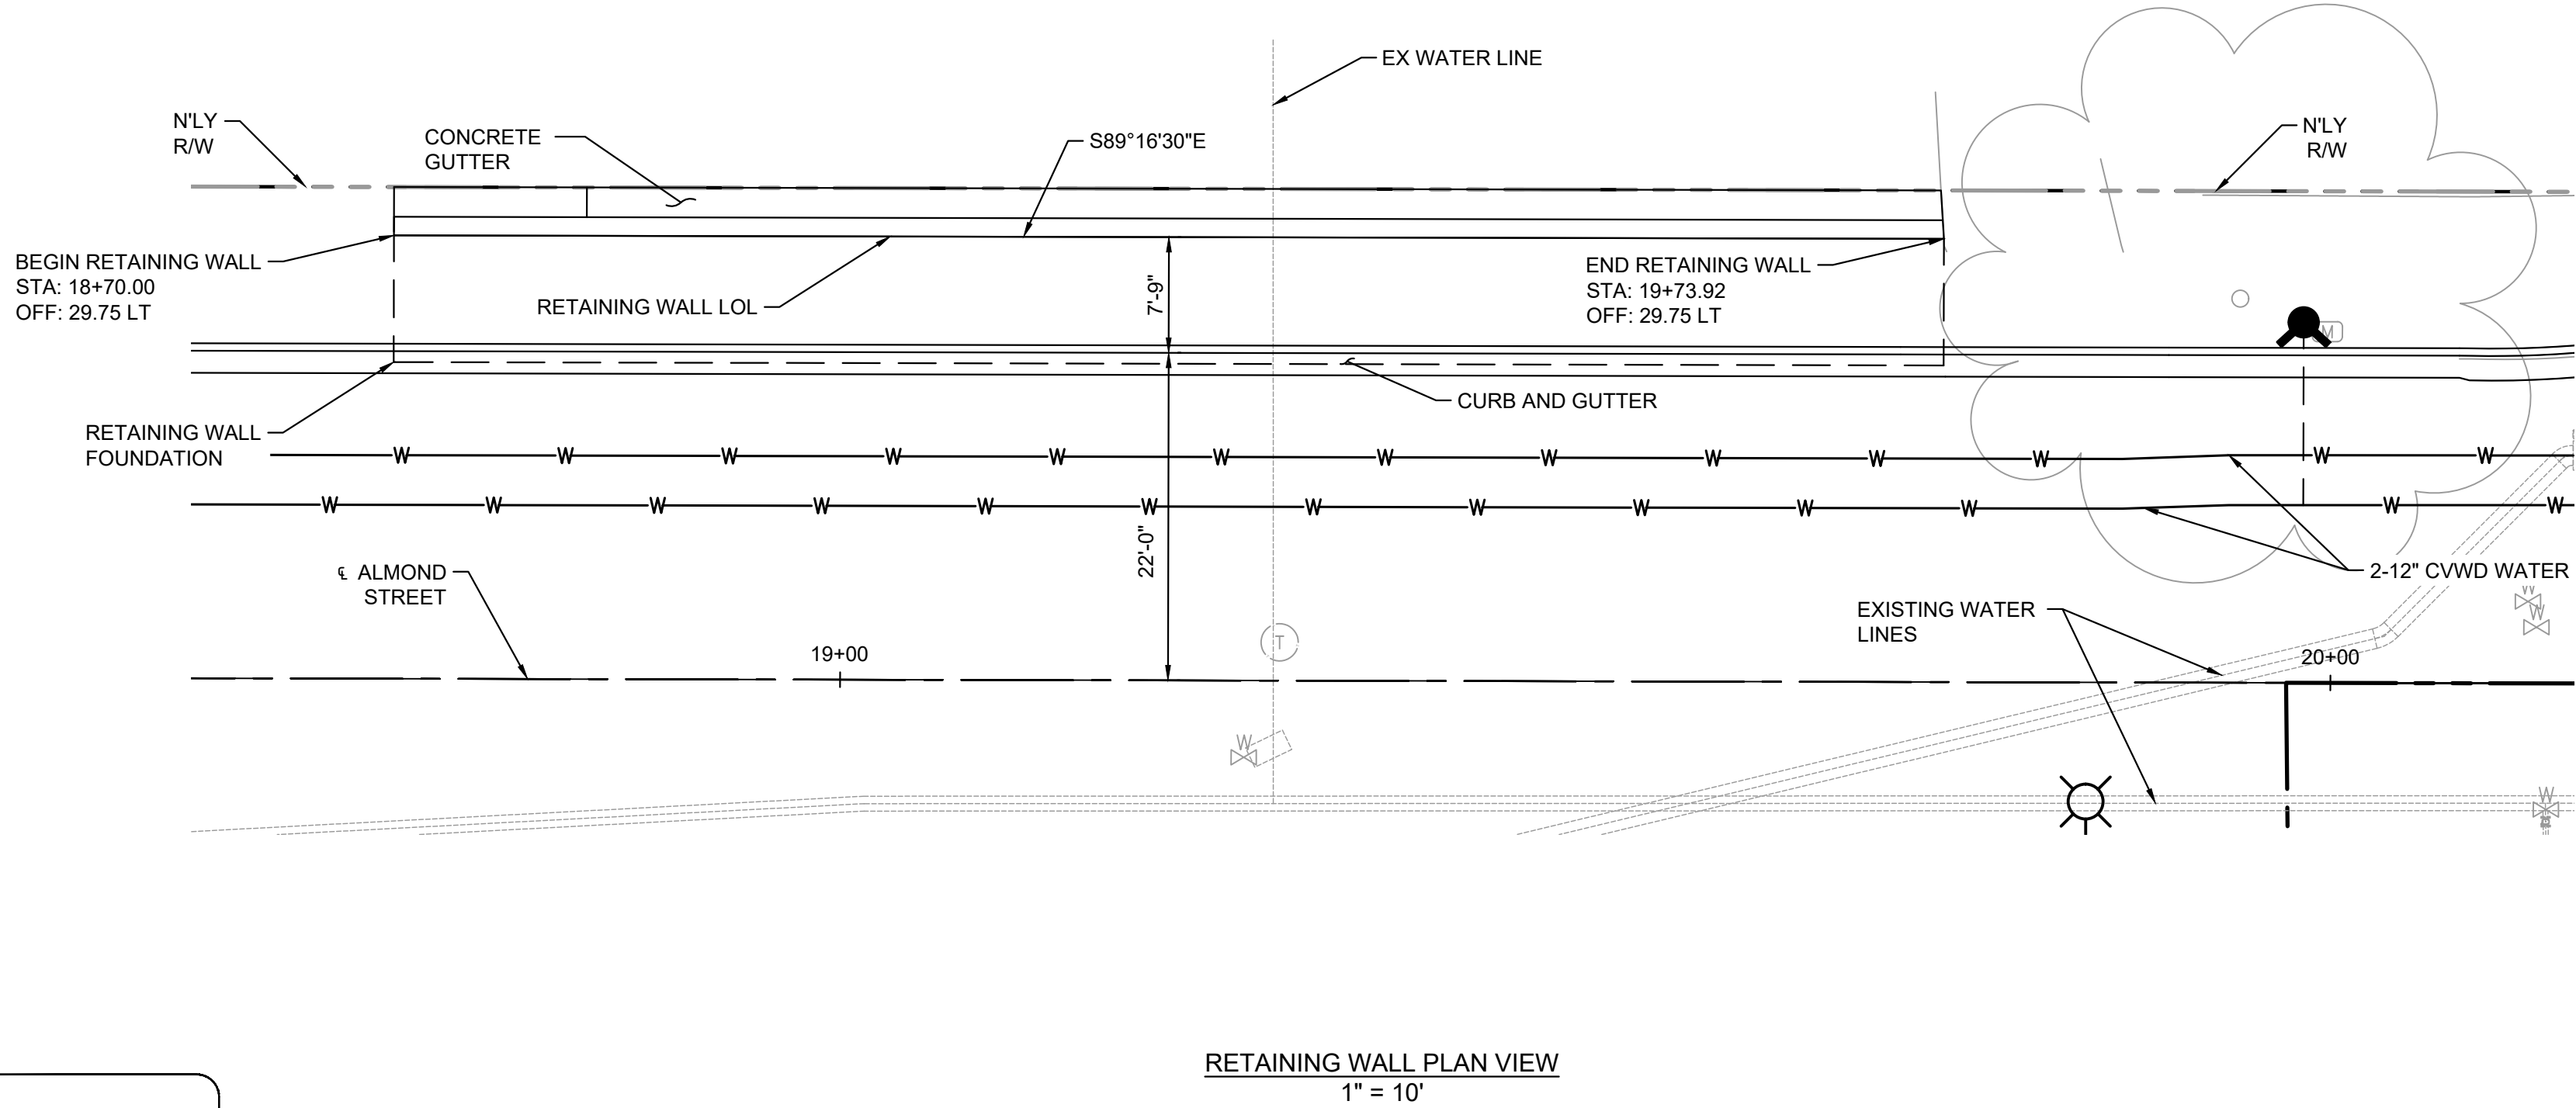 EX WATER LINE
N'LY
R/W
CONCRETE
GUTTER
S89°16'30"E
N'LY
R/W
BEGIN RETAINING WALL
STA: 18+70.00
OFF: 29.75 LT
RETAINING WALL LOL
7'-9"
END RETAINING WALL
STA: 19+73.92
OFF: 29.75 LT
M
CURB AND GUTTER
RETAINING WALL
FOUNDATION
W W W W W W W W W W W W W
W W W W W W W W W W W W W
22'-0"
℄ ALMOND
STREET
2-12" CVWD WATER
W
W
EXISTING WATER
LINES
T
19+00
20+00
W
W
RETAINING WALL PLAN VIEW
1" = 10'